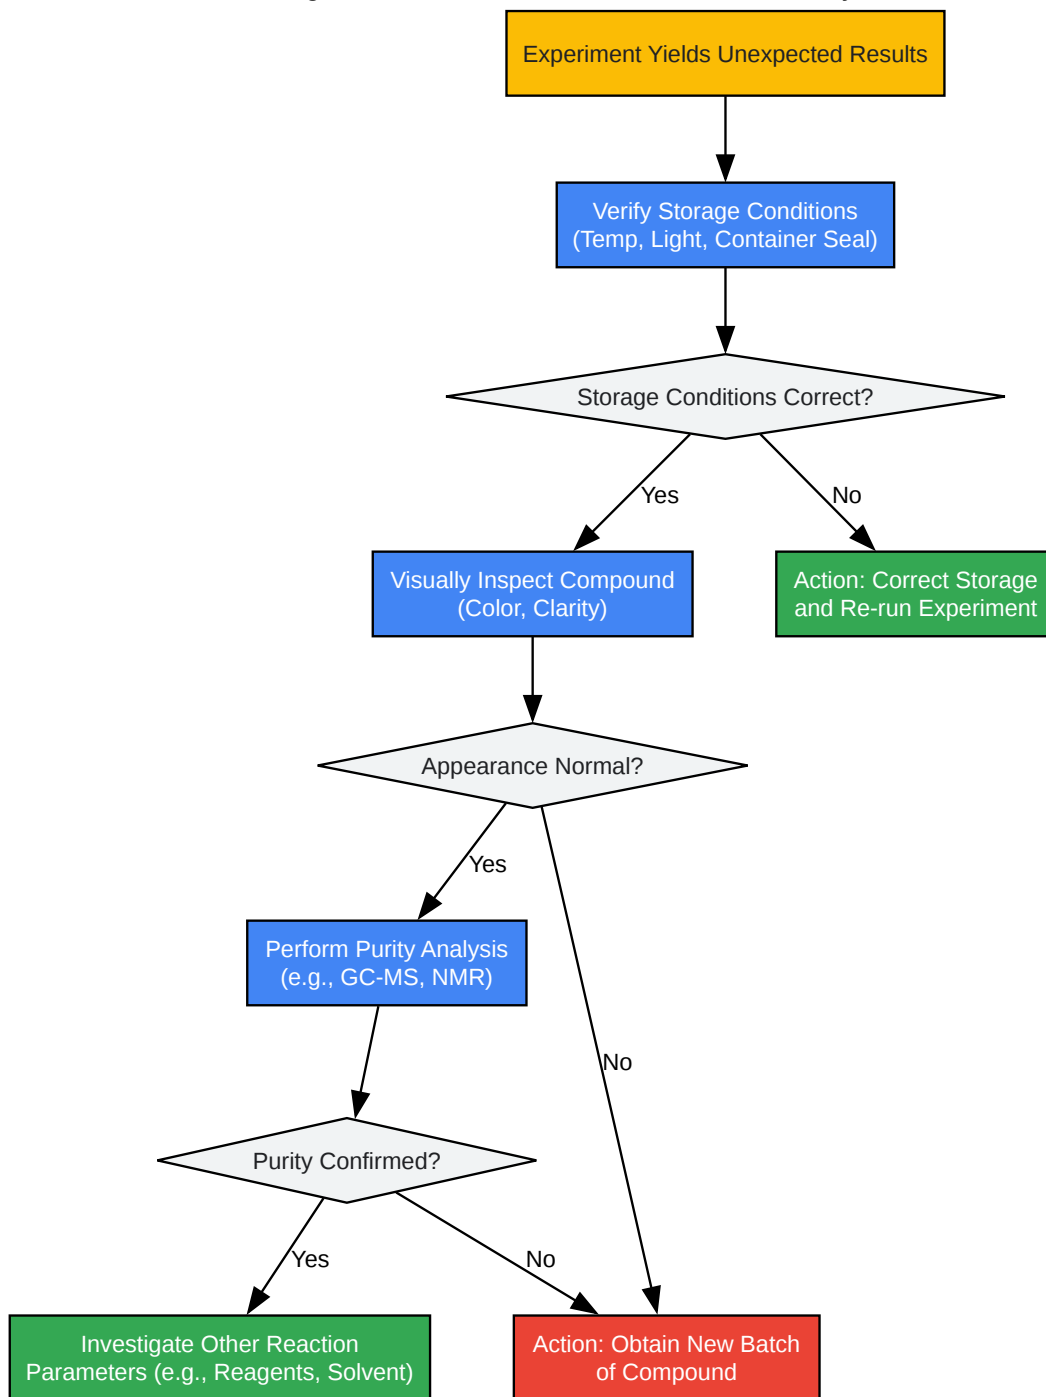 Experiment Yields Unexpected Results
Verify Storage Conditions
(Temp, Light, Container Seal)
Storage Conditions Correct?
Yes
No
Visually Inspect Compound
(Color, Clarity)
Action: Correct Storage
and Re-run Experiment
Appearance Normal?
Yes
Perform Purity Analysis
(e.g., GC-MS, NMR)
No
Purity Confirmed?
Yes
No
Investigate Other Reaction
Parameters (e.g., Reagents, Solvent)
Action: Obtain New Batch
of Compound